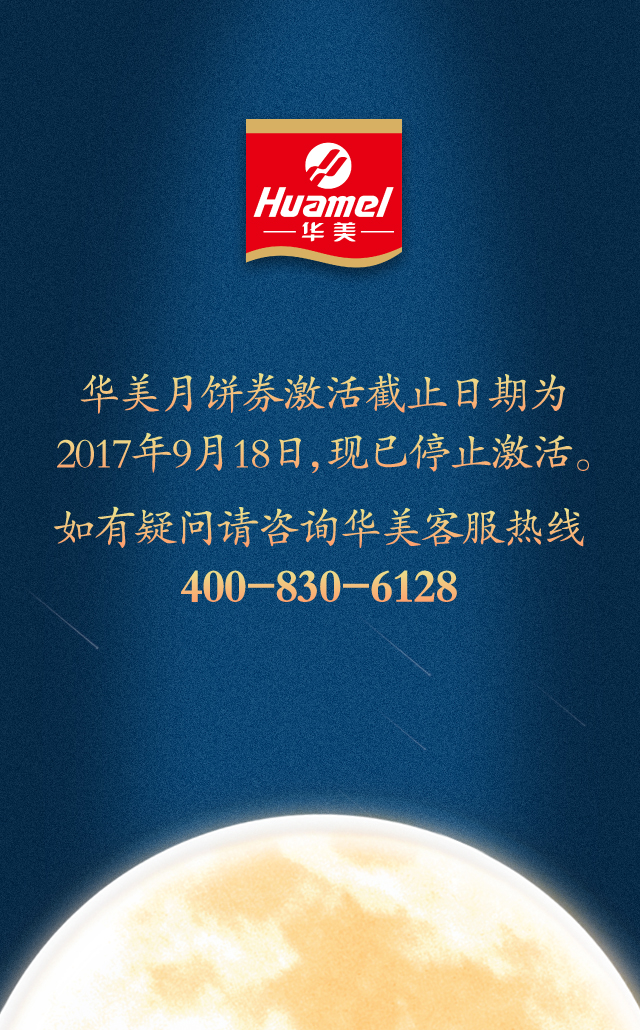 Huamel
华美
华美月饼券激活截止日期为
2017年9月18日，现已停止激活。
如有疑问请咨询华美客服热线
400-830-6128